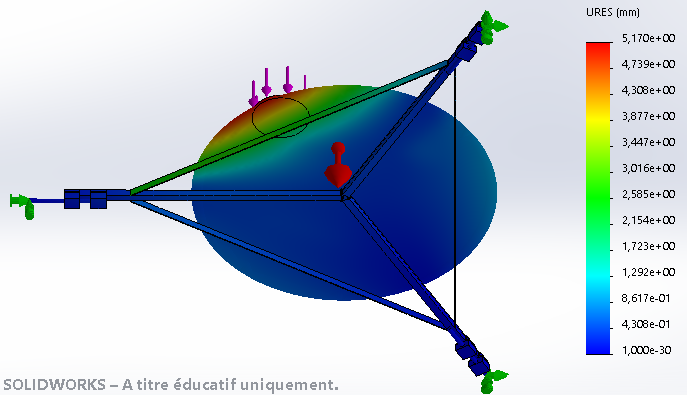 URES (mm)
5,170e+00
4,739e+00
4,308e+00
3,877e+00
3,447e+00
3,016e+00
2,585e+00
2,154e+00
1,723e+00
1,292e+00
8,617e-01
4,308e-01
1,000e-30
SOLIDWORKS – A titre éducatif uniquement.